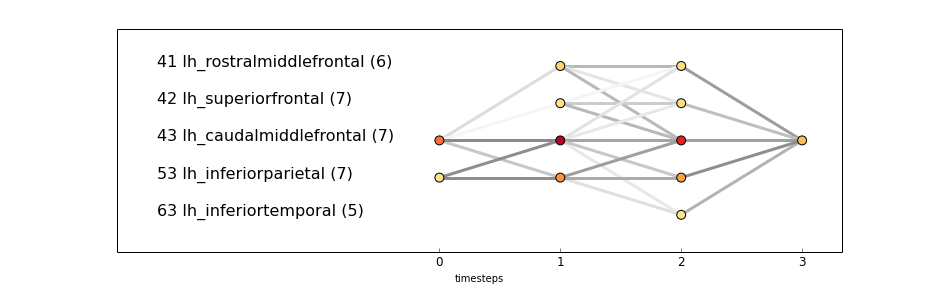 41 lh_rostralmiddlefrontal (6)
42 lh_superiorfrontal (7)
43 lh_caudalmiddlefrontal (7)
53 lh_inferiorparietal (7)
63 lh_inferiortemporal (5)
0 1 2 3
timesteps